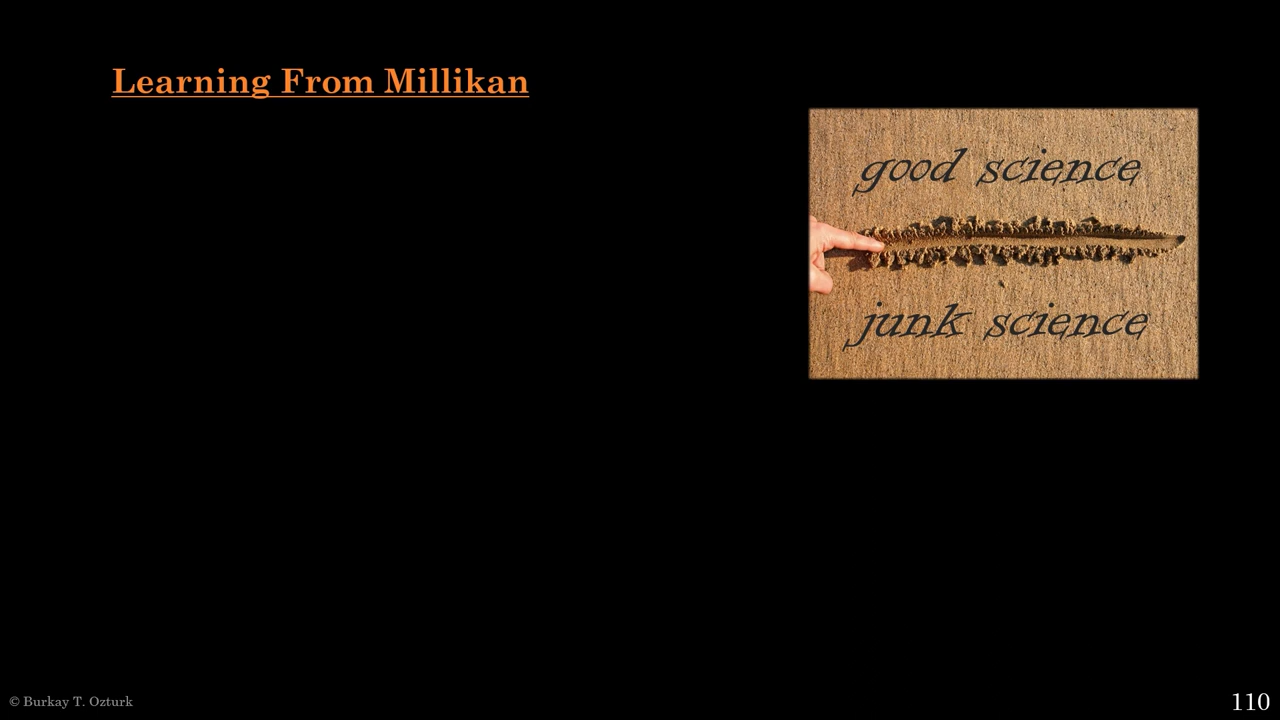 Learning From Millikan
good science
junk science
© Burkay T. Ozturk
110